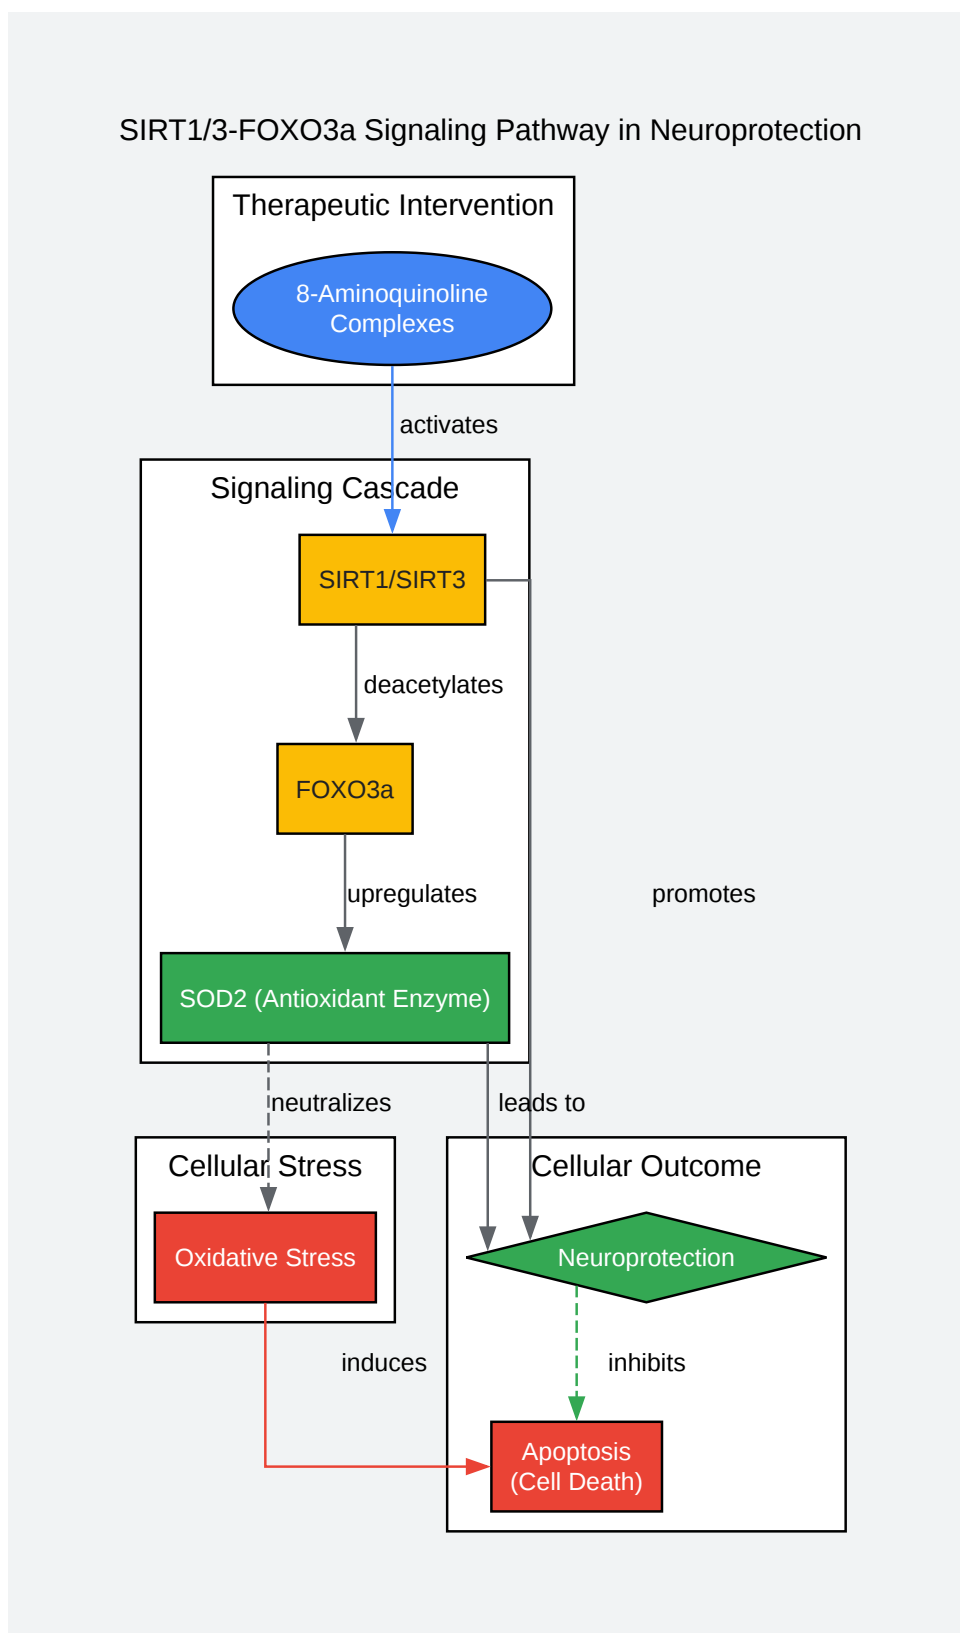 SIRT1/3-FOXO3a Signaling Pathway in Neuroprotection
Therapeutic Intervention
8-Aminoquinoline
Complexes
activates
Signaling Cascade
SIRT1/SIRT3
deacetylates
FOXO3a
upregulates
promotes
SOD2 (Antioxidant Enzyme)
neutralizes
leads to
Cellular Stress
Cellular Outcome
Oxidative Stress
Neuroprotection
induces
inhibits
Apoptosis
(Cell Death)